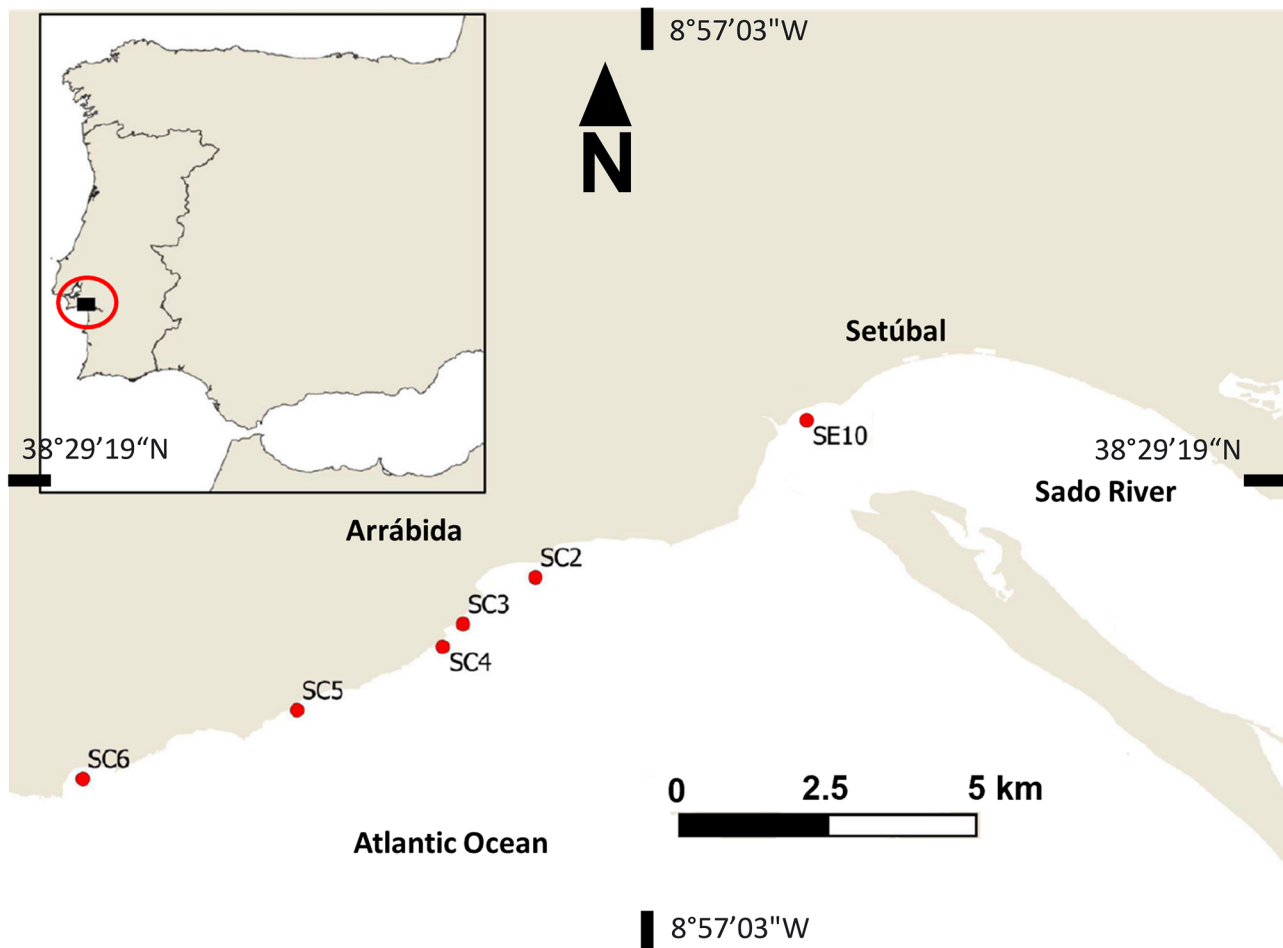 8°57’03"W
N
Setúbal
SE10
38°29’19“N
38°29’19“N
Sado River
Arrábida
SC2
SC3
SC4
SC5
SC6
0 2.5 5 km
Atlantic Ocean
8°57’03"W